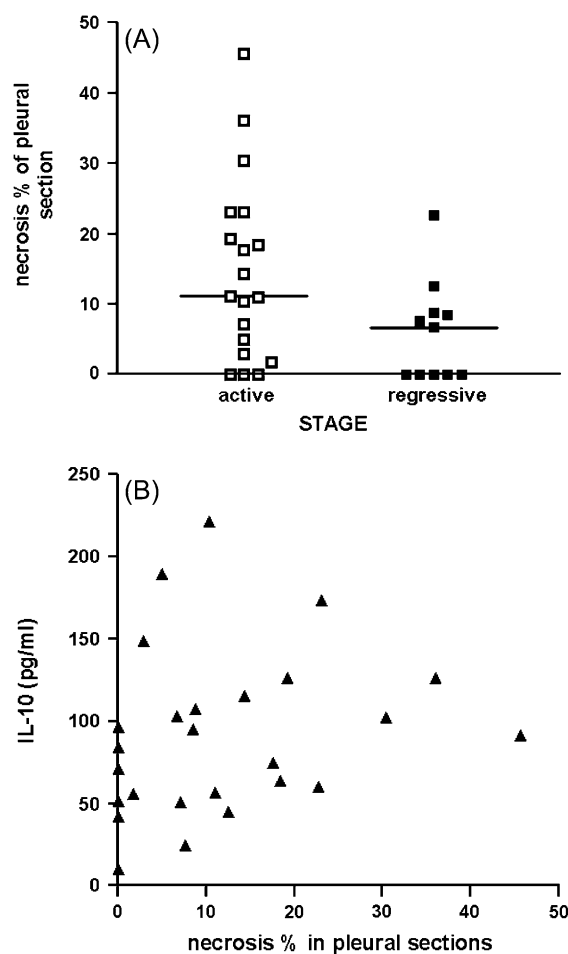 (A)
50
40
30
20
10
0
necrosis % of pleural
section
active
regressive
STAGE
(B)
250
200
150
100
50
0
IL-10 (pg/ml)
0
10
20
30
40
50
necrosis % in pleural sections